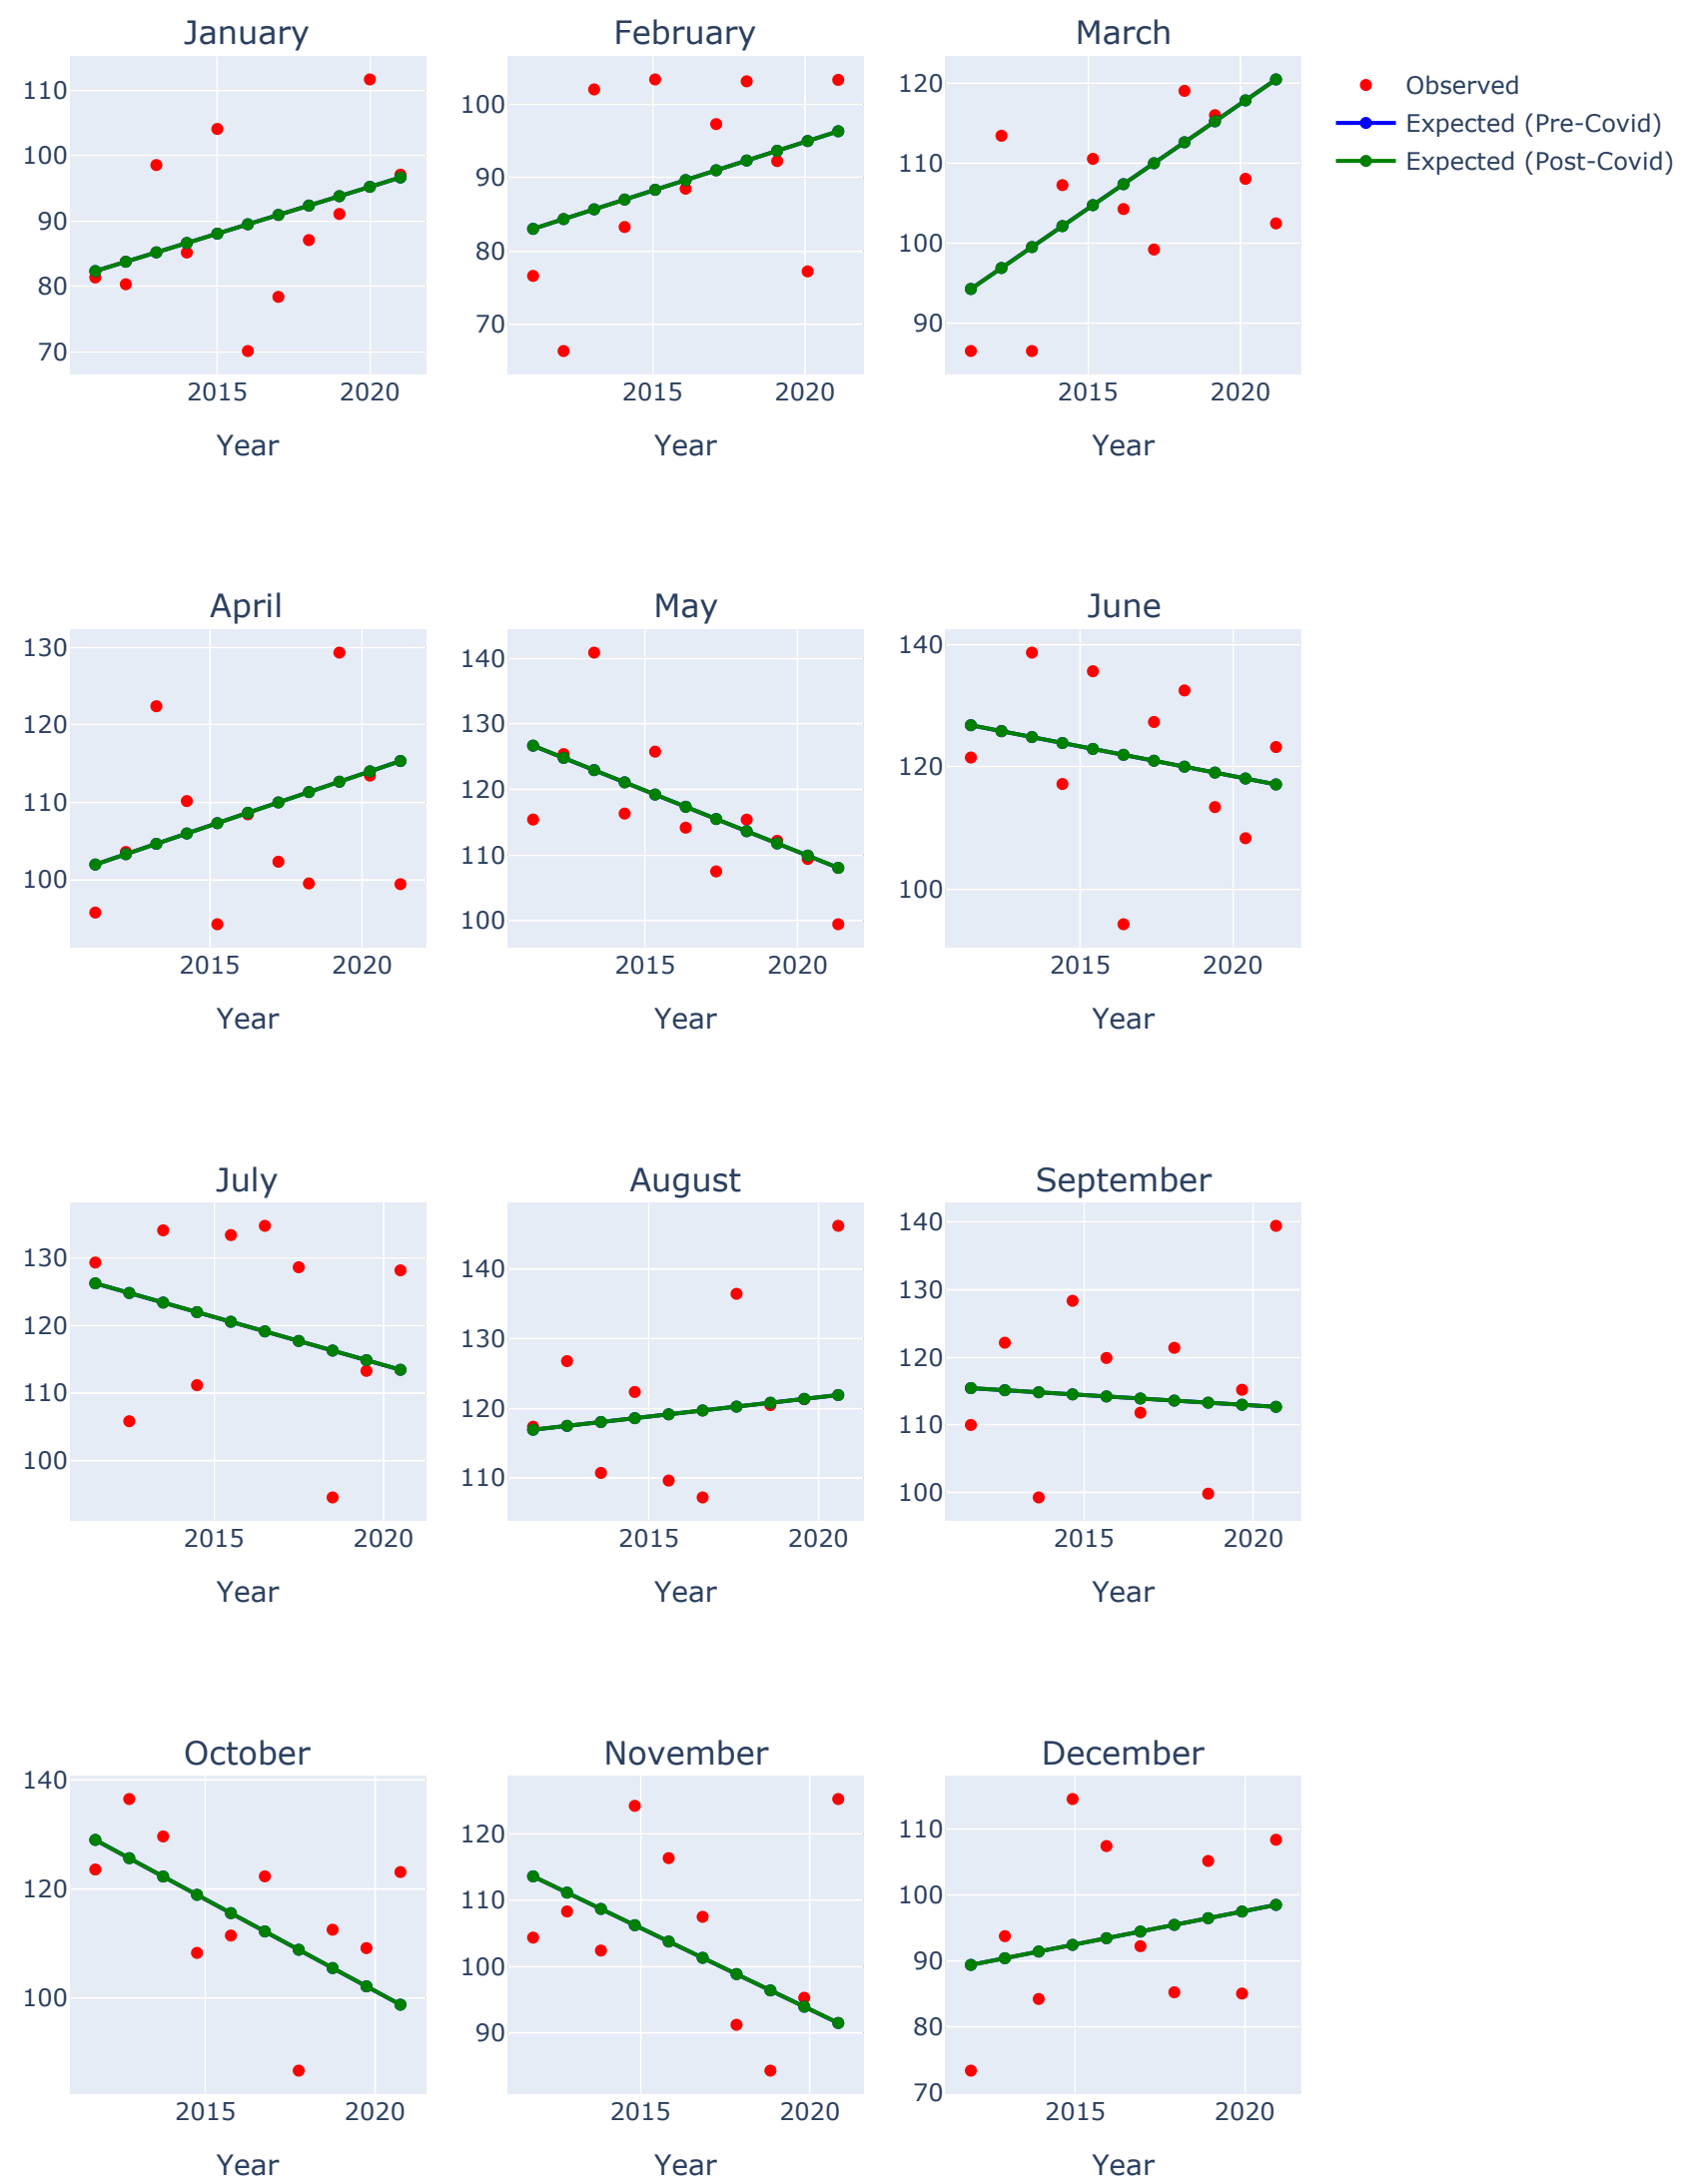 January
February
March
110
100
90
80
70
2015
2020
Year
100
90
80
70
2015
2020
Year
120
110
100
90
2015
2020
Year
Observed
Expected (Pre-Covid)
Expected (Post-Covid)
April
May
June
130
120
110
100
2015
2020
Year
140
130
120
110
100
2015
2020
Year
140
120
100
2015
2020
Year
July
August
September
130
120
110
100
2015
2020
Year
140
130
120
110
2015
2020
Year
140
130
120
110
100
2015
2020
Year
October
November
December
140
120
100
2015
2020
Year
120
110
100
90
2015
2020
Year
110
100
90
80
70
2015
2020
Year